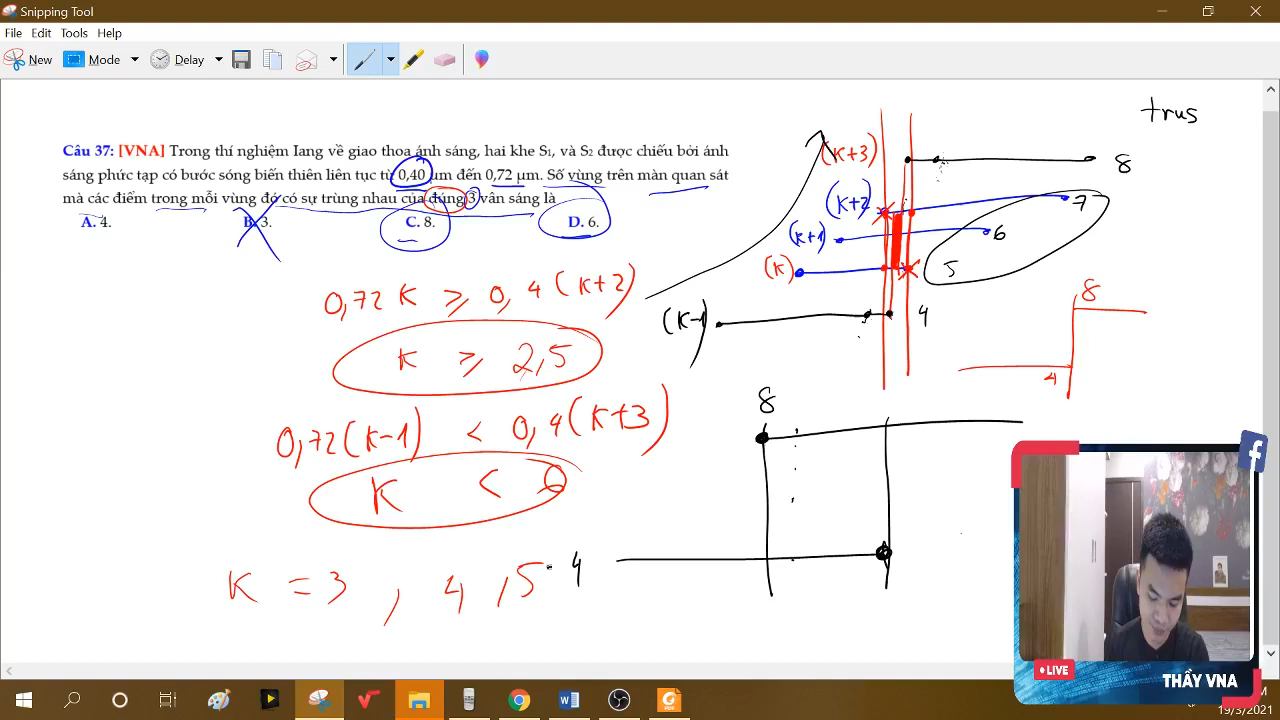 Snipping Tool
File Edit Tools Help
New Mode Delay
Câu 37: [VNA] Trong thí nghiệm Iang về giao thoa ánh sáng, hai khe S₁, và S₂ được chiếu bởi ánh
sáng phức tạp có bước sóng biến thiên liên tục từ 0,40 μm đến 0,72 μm. Số vùng trên màn quan sát
mà các điểm trong mỗi vùng đó có sự trùng nhau của đúng 3 vân sáng là
A. 4. B. 3. C. 8. D. 6.
trus
(k+3) 8
(k+2) 7
(k+1) 6
(k) 5
(k-1) 4
8
4
0,72 k ≥ 0,4 (k+2)
k ≥ 2,5
0,72 (k-1) < 0,4 (k+3)
k <
k = 3, 4, 5
8
4
f
LIVE
THẦY VNA
19/3/2021